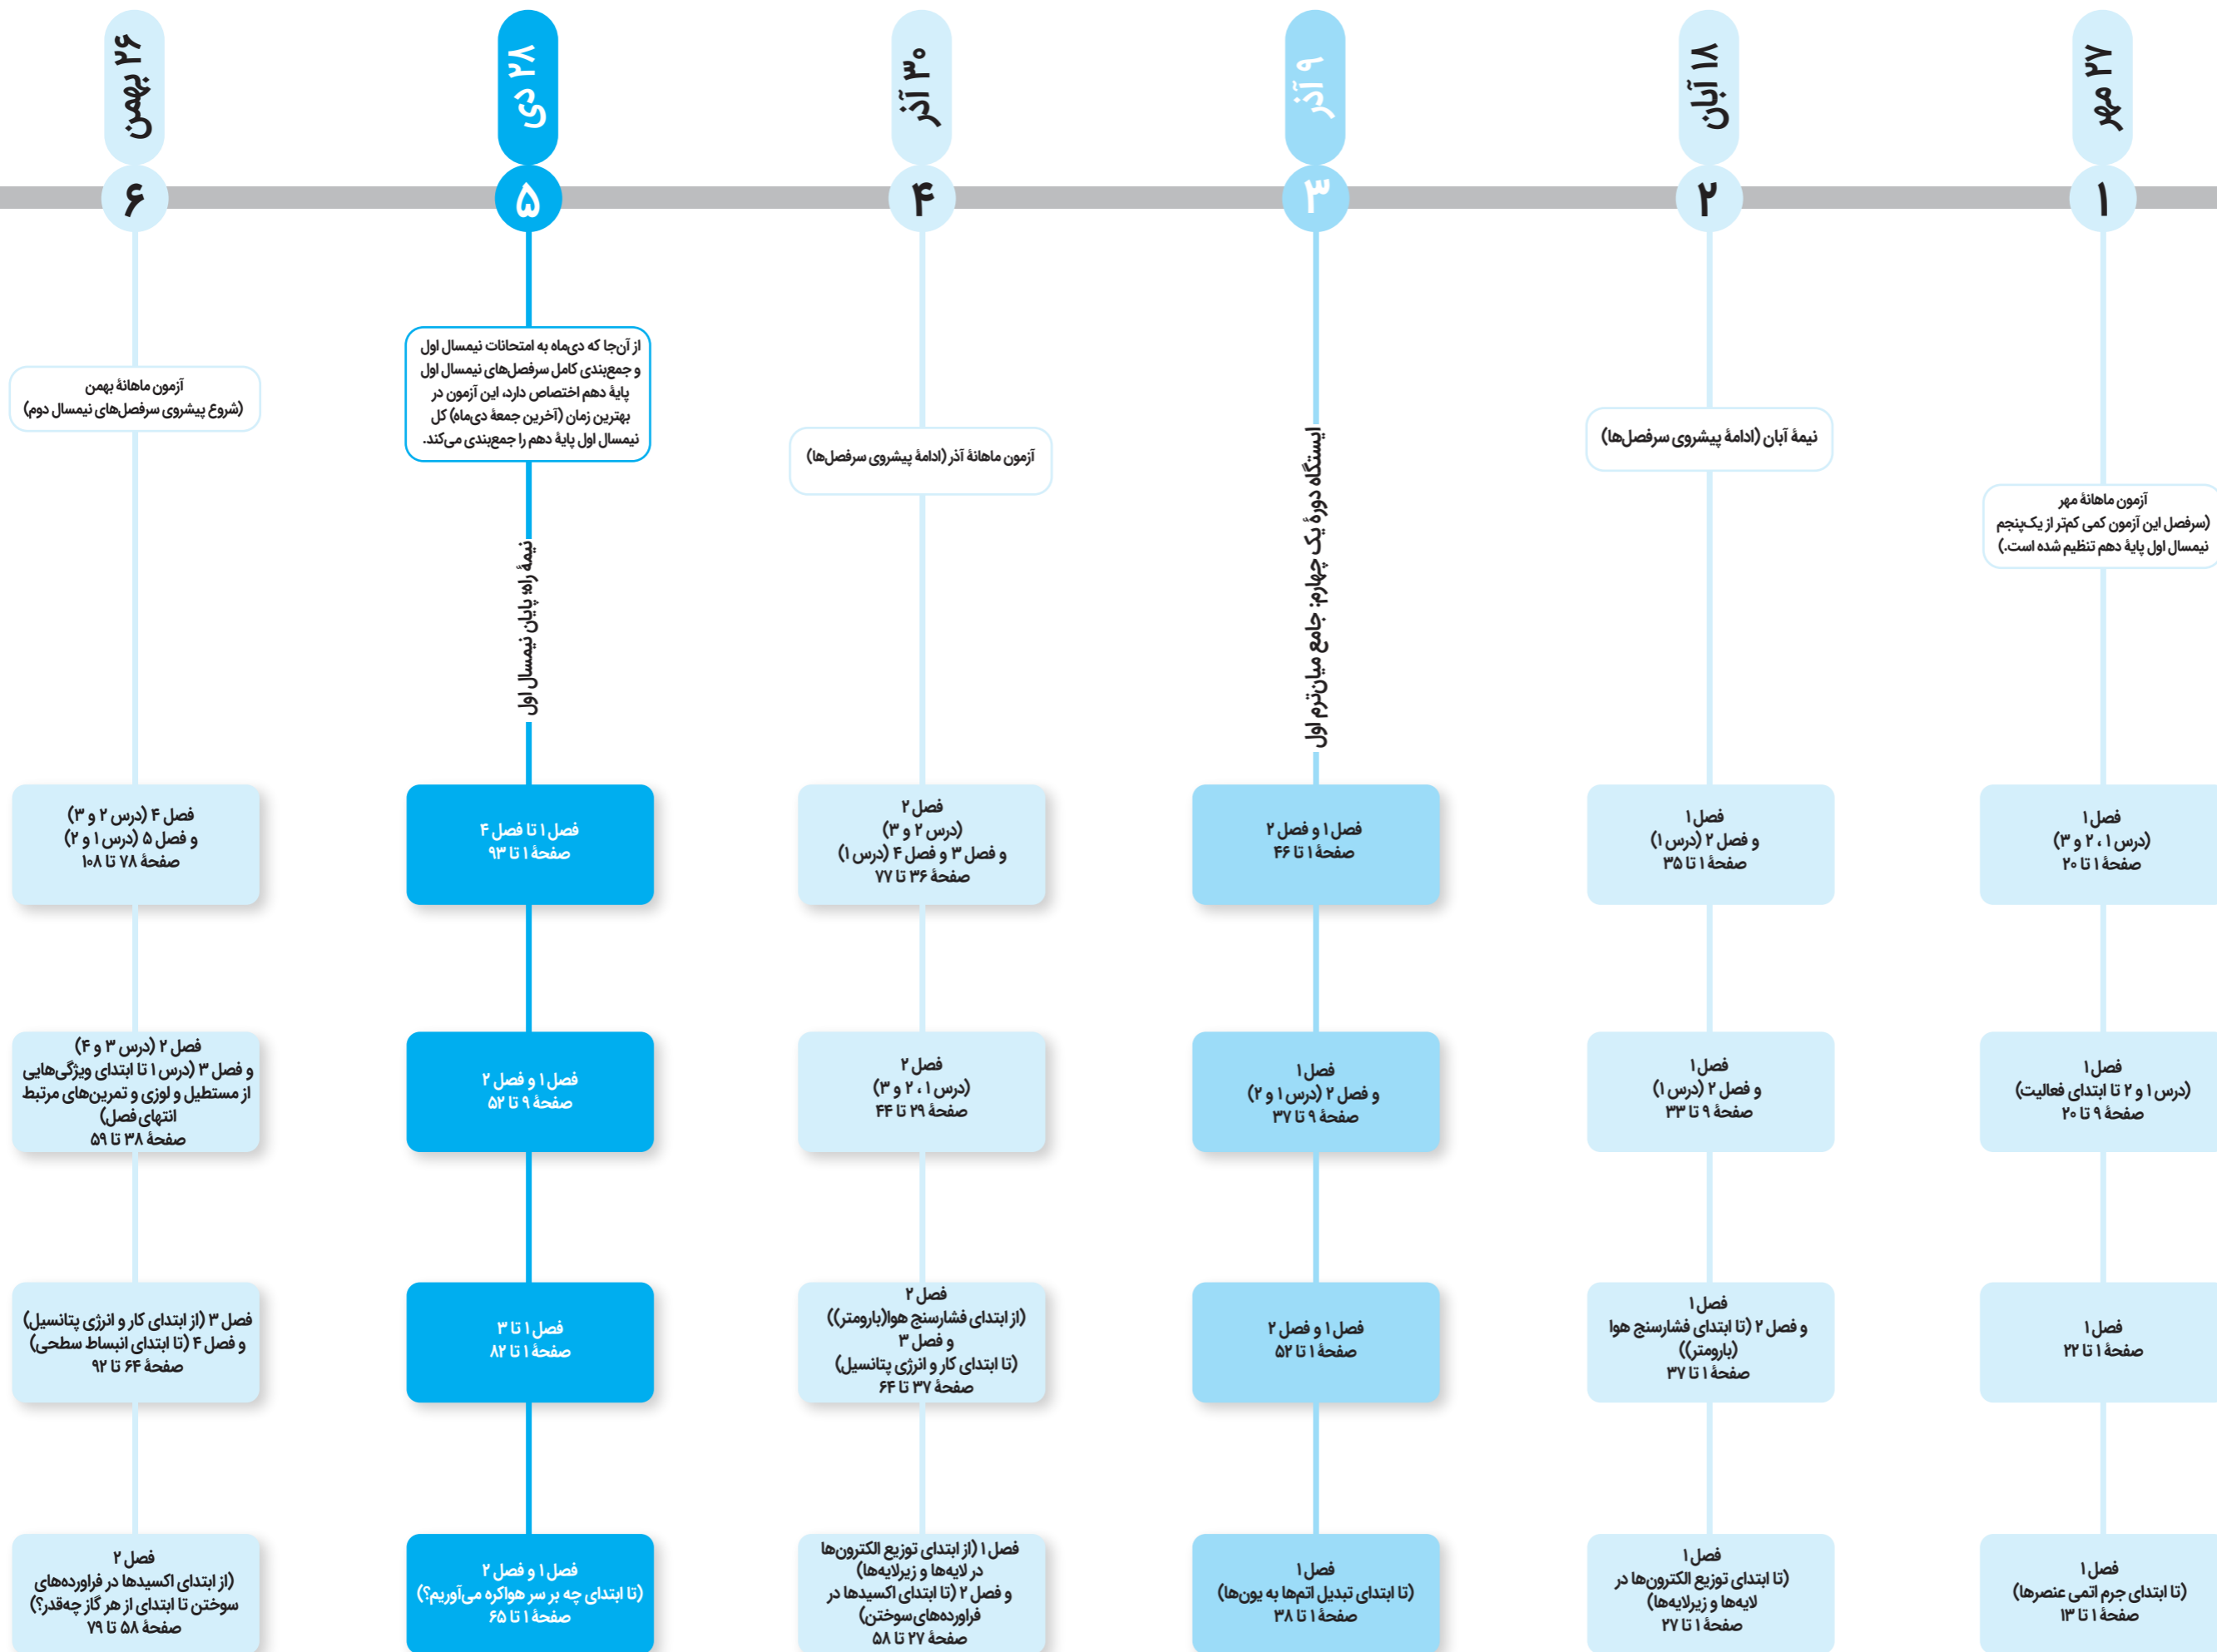 ۲۷ مهر
۱۸ آبان
۹ آذر
۳۰ آذر
۲۸ دی
۲۶ بهمن
۱
۲
۳
۴
۵
۶
آزمون ماهانهٔ مهر
(سرفصل این آزمون کمی کم‌تر از یک‌پنجم
نیمسال اول پایهٔ دهم تنظیم شده است.)
نیمهٔ آبان (ادامهٔ پیشروی سرفصل‌ها)
ایستگاه دورهٔ یک چهارم: جامع میان‌ترم اول
آزمون ماهانهٔ آذر (ادامهٔ پیشروی سرفصل‌ها)
از آن‌جا که دی‌ماه به امتحانات نیمسال اول
و جمع‌بندی کامل سرفصل‌های نیمسال اول
پایهٔ دهم اختصاص دارد، این آزمون در
بهترین زمان (آخرین جمعهٔ دی‌ماه) کل
نیمسال اول پایهٔ دهم را جمع‌بندی می‌کند.
نیمهٔ راه؛ پایان نیمسال اول
آزمون ماهانهٔ بهمن
(شروع پیشروی سرفصل‌های نیمسال دوم)
فصل ۱
(درس ۱ ، ۲ و ۳)
صفحهٔ ۱ تا ۲۰
فصل ۱
و فصل ۲ (درس ۱)
صفحهٔ ۱ تا ۳۵
فصل ۱ و فصل ۲
صفحهٔ ۱ تا ۴۶
فصل ۲
(درس ۲ و ۳)
و فصل ۳ و فصل ۴ (درس ۱)
صفحهٔ ۳۶ تا ۷۷
فصل ۱ تا فصل ۴
صفحهٔ ۱ تا ۹۳
فصل ۴ (درس ۲ و ۳)
و فصل ۵ (درس ۱ و ۲)
صفحهٔ ۷۸ تا ۱۰۸
فصل ۱
(درس ۱ و ۲ تا ابتدای فعالیت)
صفحهٔ ۹ تا ۲۰
فصل ۱
و فصل ۲ (درس ۱)
صفحهٔ ۹ تا ۳۳
فصل ۱
و فصل ۲ (درس ۱ و ۲)
صفحهٔ ۹ تا ۳۷
فصل ۲
(درس ۱ ، ۲ و ۳)
صفحهٔ ۲۹ تا ۴۴
فصل ۱ و فصل ۲
صفحهٔ ۹ تا ۵۲
فصل ۲ (درس ۳ و ۴)
و فصل ۳ (درس ۱ تا ابتدای ویژگی‌هایی
از مستطیل و لوزی و تمرین‌های مرتبط
انتهای فصل)
صفحهٔ ۳۸ تا ۵۹
فصل ۱
صفحهٔ ۱ تا ۲۲
فصل ۱
و فصل ۲ (تا ابتدای فشارسنج هوا
(بارومتر))
صفحهٔ ۱ تا ۳۷
فصل ۱ و فصل ۲
صفحهٔ ۱ تا ۵۲
فصل ۲
(از ابتدای فشارسنج هوا(بارومتر))
و فصل ۳
(تا ابتدای کار و انرژی پتانسیل)
صفحهٔ ۳۷ تا ۶۴
فصل ۱ تا ۳
صفحهٔ ۱ تا ۸۲
فصل ۳ (از ابتدای کار و انرژی پتانسیل)
و فصل ۴ (تا ابتدای انبساط سطحی)
صفحهٔ ۶۴ تا ۹۲
فصل ۱
(تا ابتدای جرم اتمی عنصرها)
صفحهٔ ۱ تا ۱۳
فصل ۱
(تا ابتدای توزیع الکترون‌ها در
لایه‌ها و زیرلایه‌ها)
صفحهٔ ۱ تا ۲۷
فصل ۱
(تا ابتدای تبدیل اتم‌ها به یون‌ها)
صفحهٔ ۱ تا ۳۸
فصل ۱ (از ابتدای توزیع الکترون‌ها
در لایه‌ها و زیرلایه‌ها)
و فصل ۲ (تا ابتدای اکسیدها در
فراورده‌های سوختن)
صفحهٔ ۲۷ تا ۵۸
فصل ۱ و فصل ۲
(تا ابتدای چه بر سر هواکره می‌آوریم؟)
صفحهٔ ۱ تا ۶۵
فصل ۲
(از ابتدای اکسیدها در فراورده‌های
سوختن تا ابتدای از هر گاز چه‌قدر؟)
صفحهٔ ۵۸ تا ۷۹